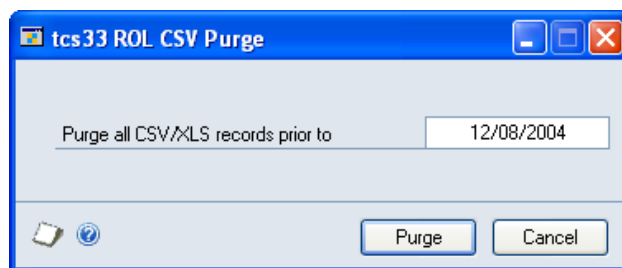 tcs33 ROL CSV Purge
Purge all CSV/XLS records prior to 12/08/2004
Purge Cancel